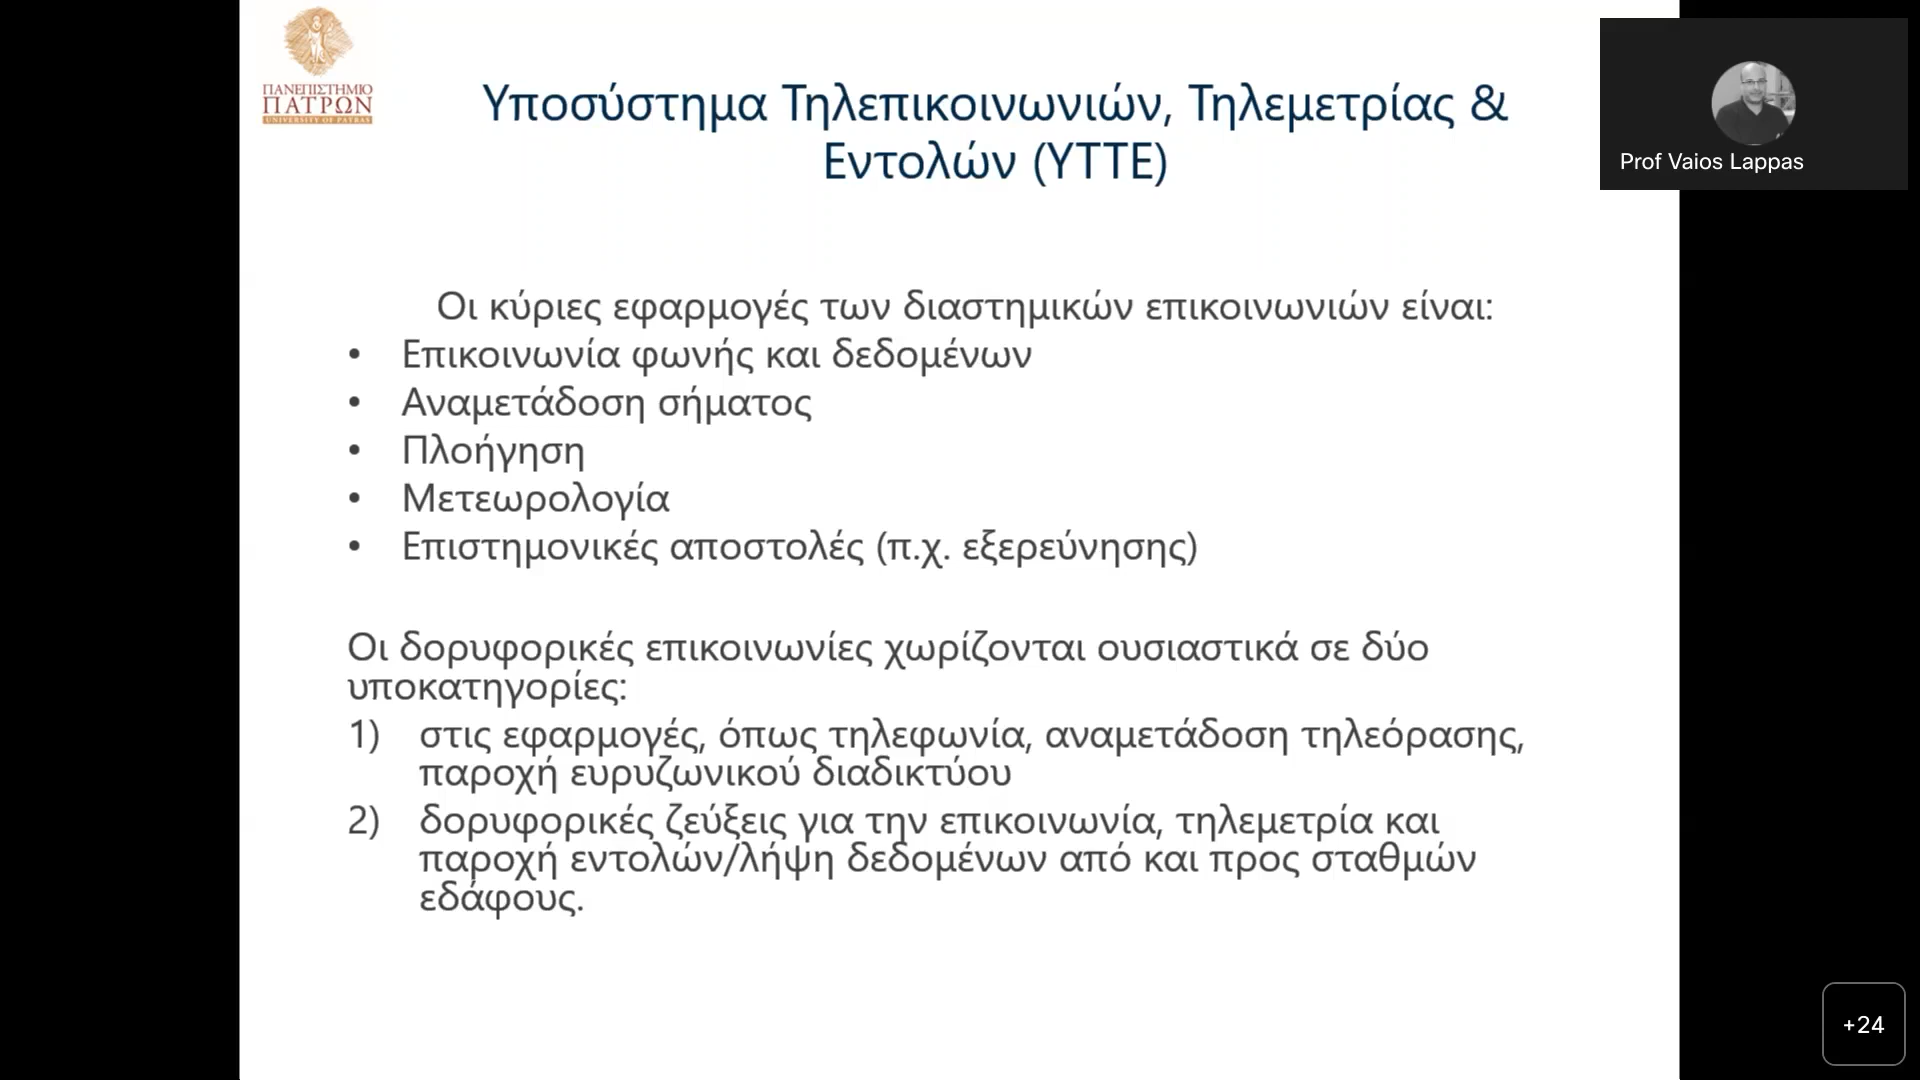 ΠΑΝΕΠΙΣΤΗΜΙΟ
ΠΑΤΡΩΝ
UNIVERSITY OF PATRAS
Υποσύστημα Τηλεπικοινωνιών, Τηλεμετρίας &
Εντολών (ΥΤΤΕ)
Prof Vaios Lappas
Οι κύριες εφαρμογές των διαστημικών επικοινωνιών είναι:
• Επικοινωνία φωνής και δεδομένων
• Αναμετάδοση σήματος
• Πλοήγηση
• Μετεωρολογία
• Επιστημονικές αποστολές (π.χ. εξερεύνησης)
Οι δορυφορικές επικοινωνίες χωρίζονται ουσιαστικά σε δύο
υποκατηγορίες:
1) στις εφαρμογές, όπως τηλεφωνία, αναμετάδοση τηλεόρασης,
παροχή ευρυζωνικού διαδικτύου
2) δορυφορικές ζεύξεις για την επικοινωνία, τηλεμετρία και
παροχή εντολών/λήψη δεδομένων από και προς σταθμών
εδάφους.
+24